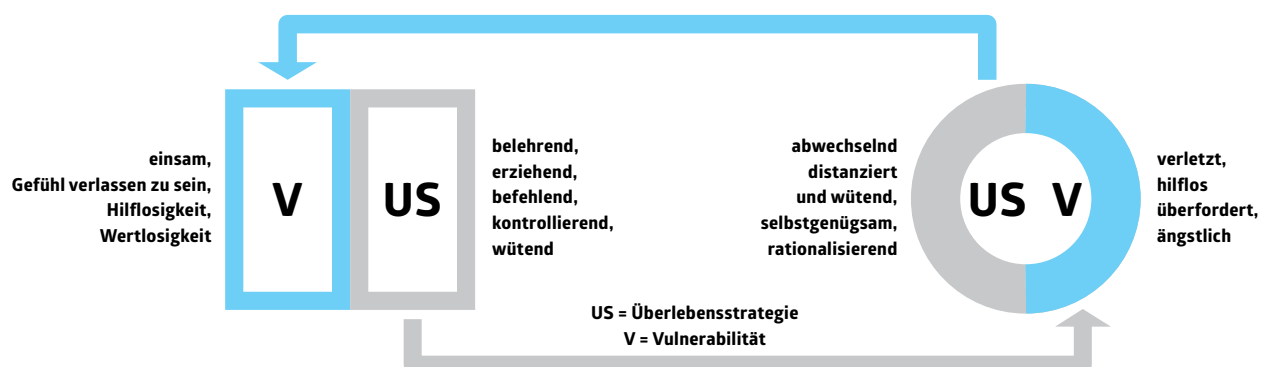 einsam,
Gefühl verlassen zu sein,
Hilflosigkeit,
Wertlosigkeit
V
US
belehrend,
erziehend,
befehlend,
kontrollierend,
wütend
abwechselnd
distanziert
und wütend,
selbstgenügsam,
rationalisierend
US V
verletzt,
hilflos
überfordert,
ängstlich
US = Überlebensstrategie
V = Vulnerabilität